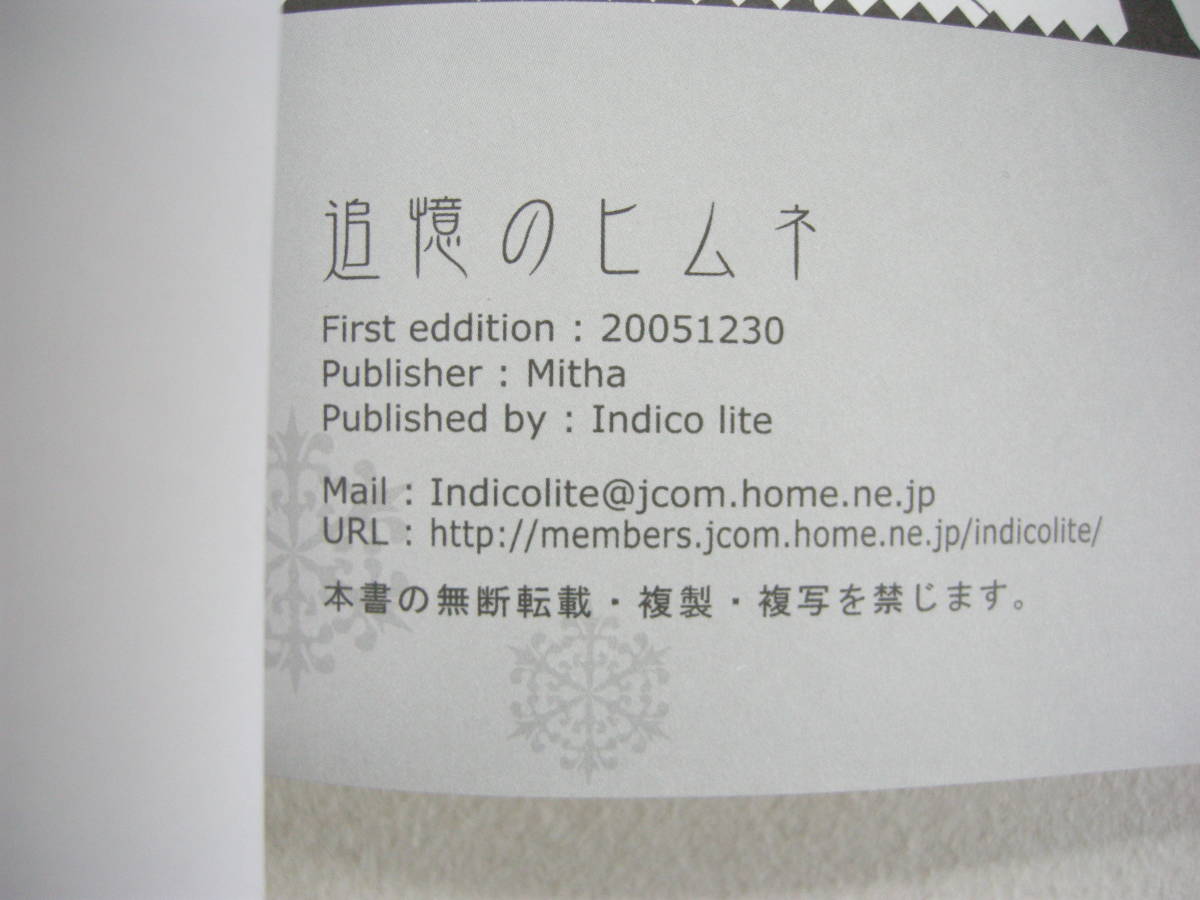 追憶のヒムネ
First eddition : 20051230
Publisher : Mitha
Published by : Indico lite
Mail : Indicolite@jcom.home.ne.jp
URL : http://members.jcom.home.ne.jp/indicolite/
本書の無断転載・複製・複写を禁じます。